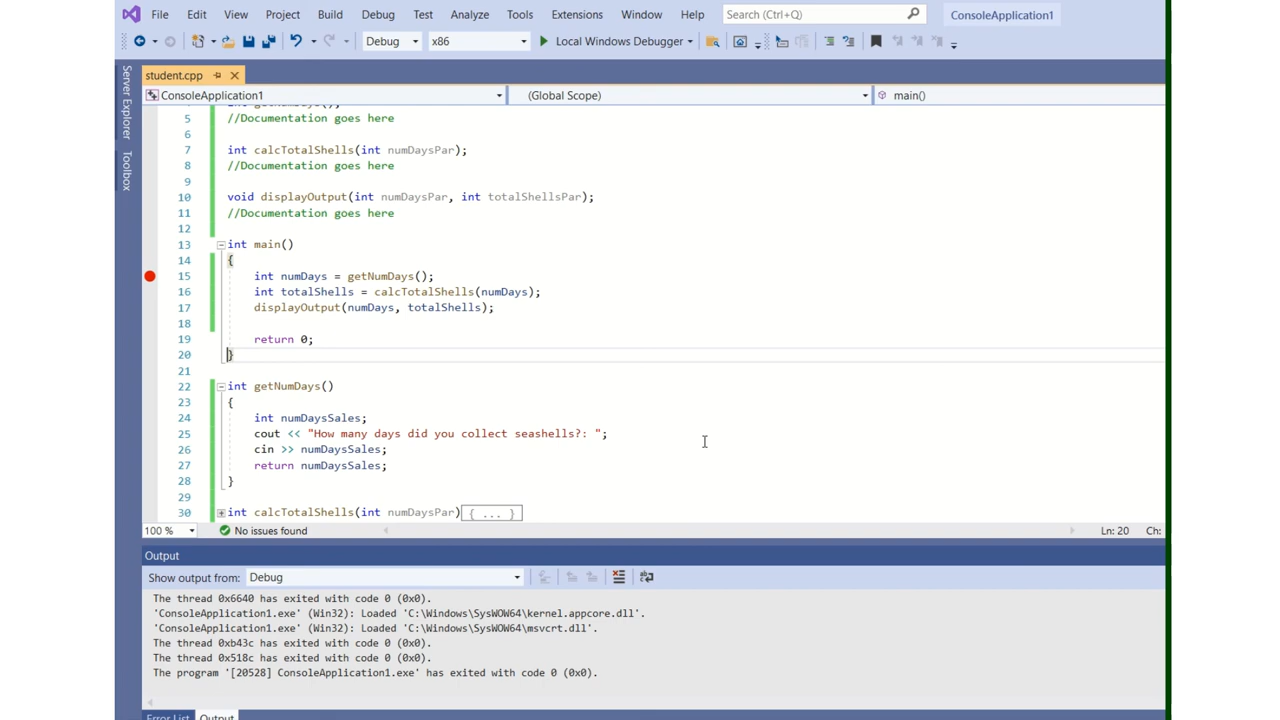 File Edit View Project Build Debug Test Analyze Tools Extensions Window Help Search (Ctrl+Q) ConsoleApplication1
Debug x86 Local Windows Debugger
Server Explorer
Toolbox
student.cpp
ConsoleApplication1 (Global Scope) main()
int getNumDays();
5 //Documentation goes here
6
7 int calcTotalShells(int numDaysPar);
8 //Documentation goes here
9
10 void displayOutput(int numDaysPar, int totalShellsPar);
11 //Documentation goes here
12
13 int main()
14 {
15 int numDays = getNumDays();
16 int totalShells = calcTotalShells(numDays);
17 displayOutput(numDays, totalShells);
18
19 return 0;
20 }
21
22 int getNumDays()
23 {
24 int numDaysSales;
25 cout << "How many days did you collect seashells?: ";
26 cin >> numDaysSales;
27 return numDaysSales;
28 }
29
30 int calcTotalShells(int numDaysPar){ ... }
100 % No issues found Ln: 20 Ch:
Output
Show output from: Debug
The thread 0x6640 has exited with code 0 (0x0).
'ConsoleApplication1.exe' (Win32): Loaded 'C:\Windows\SysWOW64\kernel.appcore.dll'.
'ConsoleApplication1.exe' (Win32): Loaded 'C:\Windows\SysWOW64\msvcrt.dll'.
The thread 0xb43c has exited with code 0 (0x0).
The thread 0x518c has exited with code 0 (0x0).
The program '[20528] ConsoleApplication1.exe' has exited with code 0 (0x0).
Error List Output